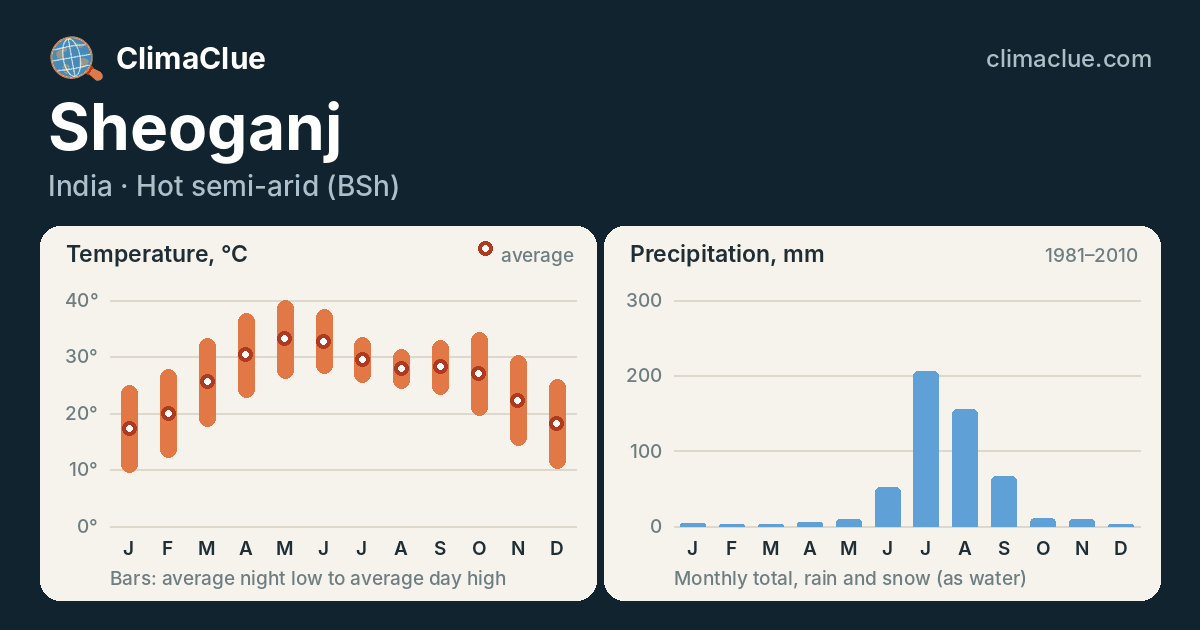 ClimaClue
climaclue.com
Sheoganj
India · Hot semi-arid (BSh)
Temperature, °C
average
40°
30°
20°
10°
0°
J F M A M J J A S O N D
Bars: average night low to average day high
Precipitation, mm
1981–2010
300
200
100
0
J F M A M J J A S O N D
Monthly total, rain and snow (as water)